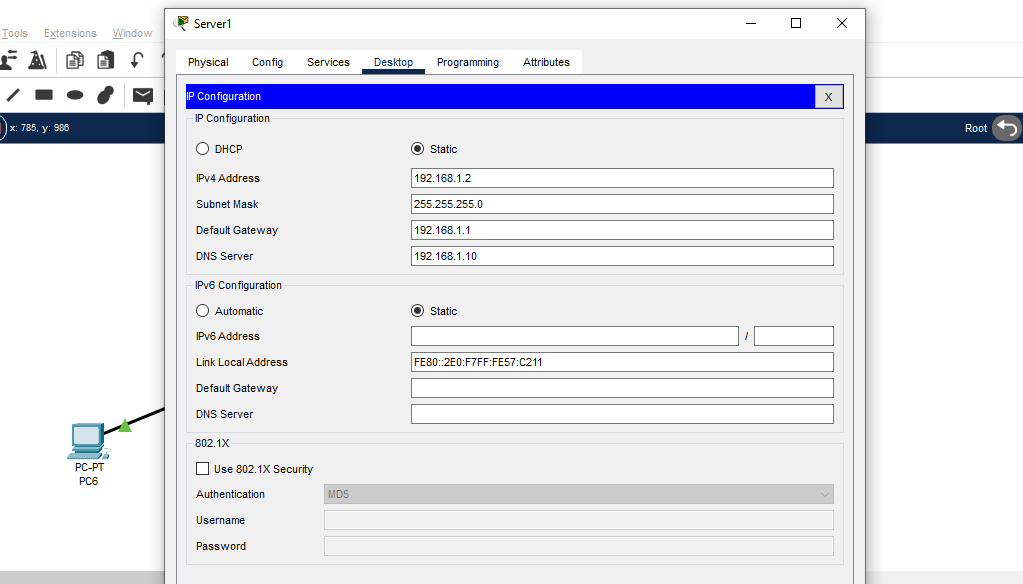 Server1
Tools Extensions Window
Physical Config Services Desktop Programming Attributes
IP Configuration X
IP Configuration
x: 785, y: 986
Root
DHCP Static
IPv4 Address 192.168.1.2
Subnet Mask 255.255.255.0
Default Gateway 192.168.1.1
DNS Server 192.168.1.10
IPv6 Configuration
Automatic Static
IPv6 Address /
Link Local Address FE80::2E0:F7FF:FE57:C211
Default Gateway
DNS Server
802.1X
Use 802.1X Security
PC-PT
PC6
Authentication MD5
Username
Password